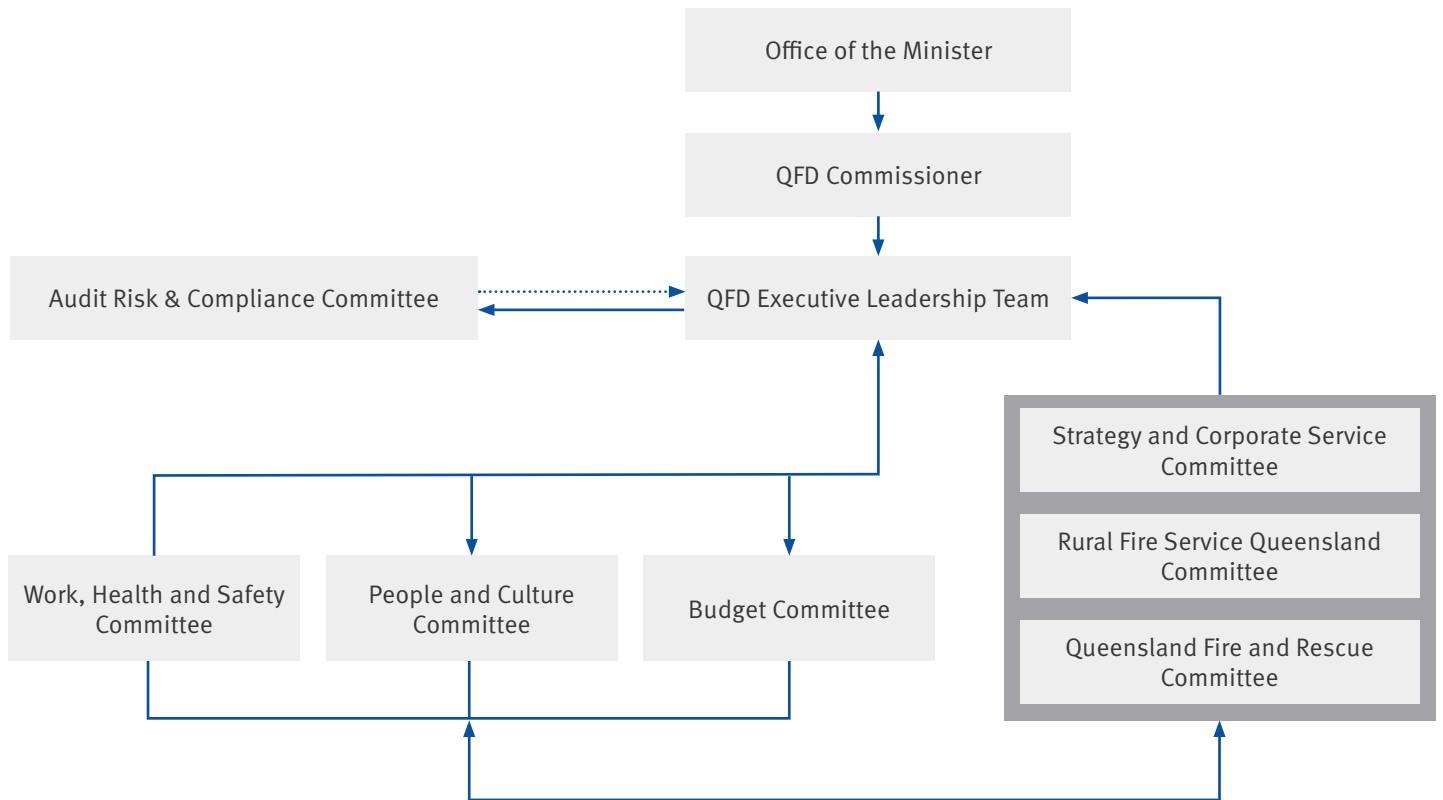 Office of the Minister
QFD Commissioner
Audit Risk & Compliance Committee
QFD Executive Leadership Team
Strategy and Corporate Service
Committee
Rural Fire Service Queensland
Committee
Queensland Fire and Rescue
Committee
Work, Health and Safety
Committee
People and Culture
Committee
Budget Committee